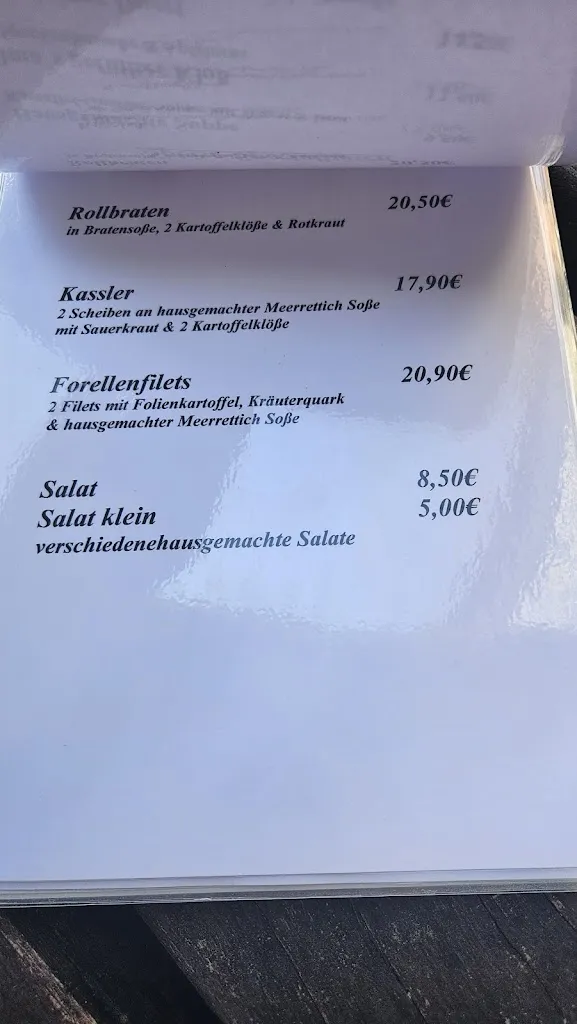 Rollbraten 20,50€
in Bratensoße, 2 Kartoffelklöße & Rotkraut
Kassler 17,90€
2 Scheiben an hausgemachter Meerrettich Soße
mit Sauerkraut & 2 Kartoffelklöße
Forellenfilets 20,90€
2 Filets mit Folienkartoffel, Kräuterquark
& hausgemachter Meerrettich Soße
Salat 8,50€
Salat klein 5,00€
verschiedenehausgemachte Salate